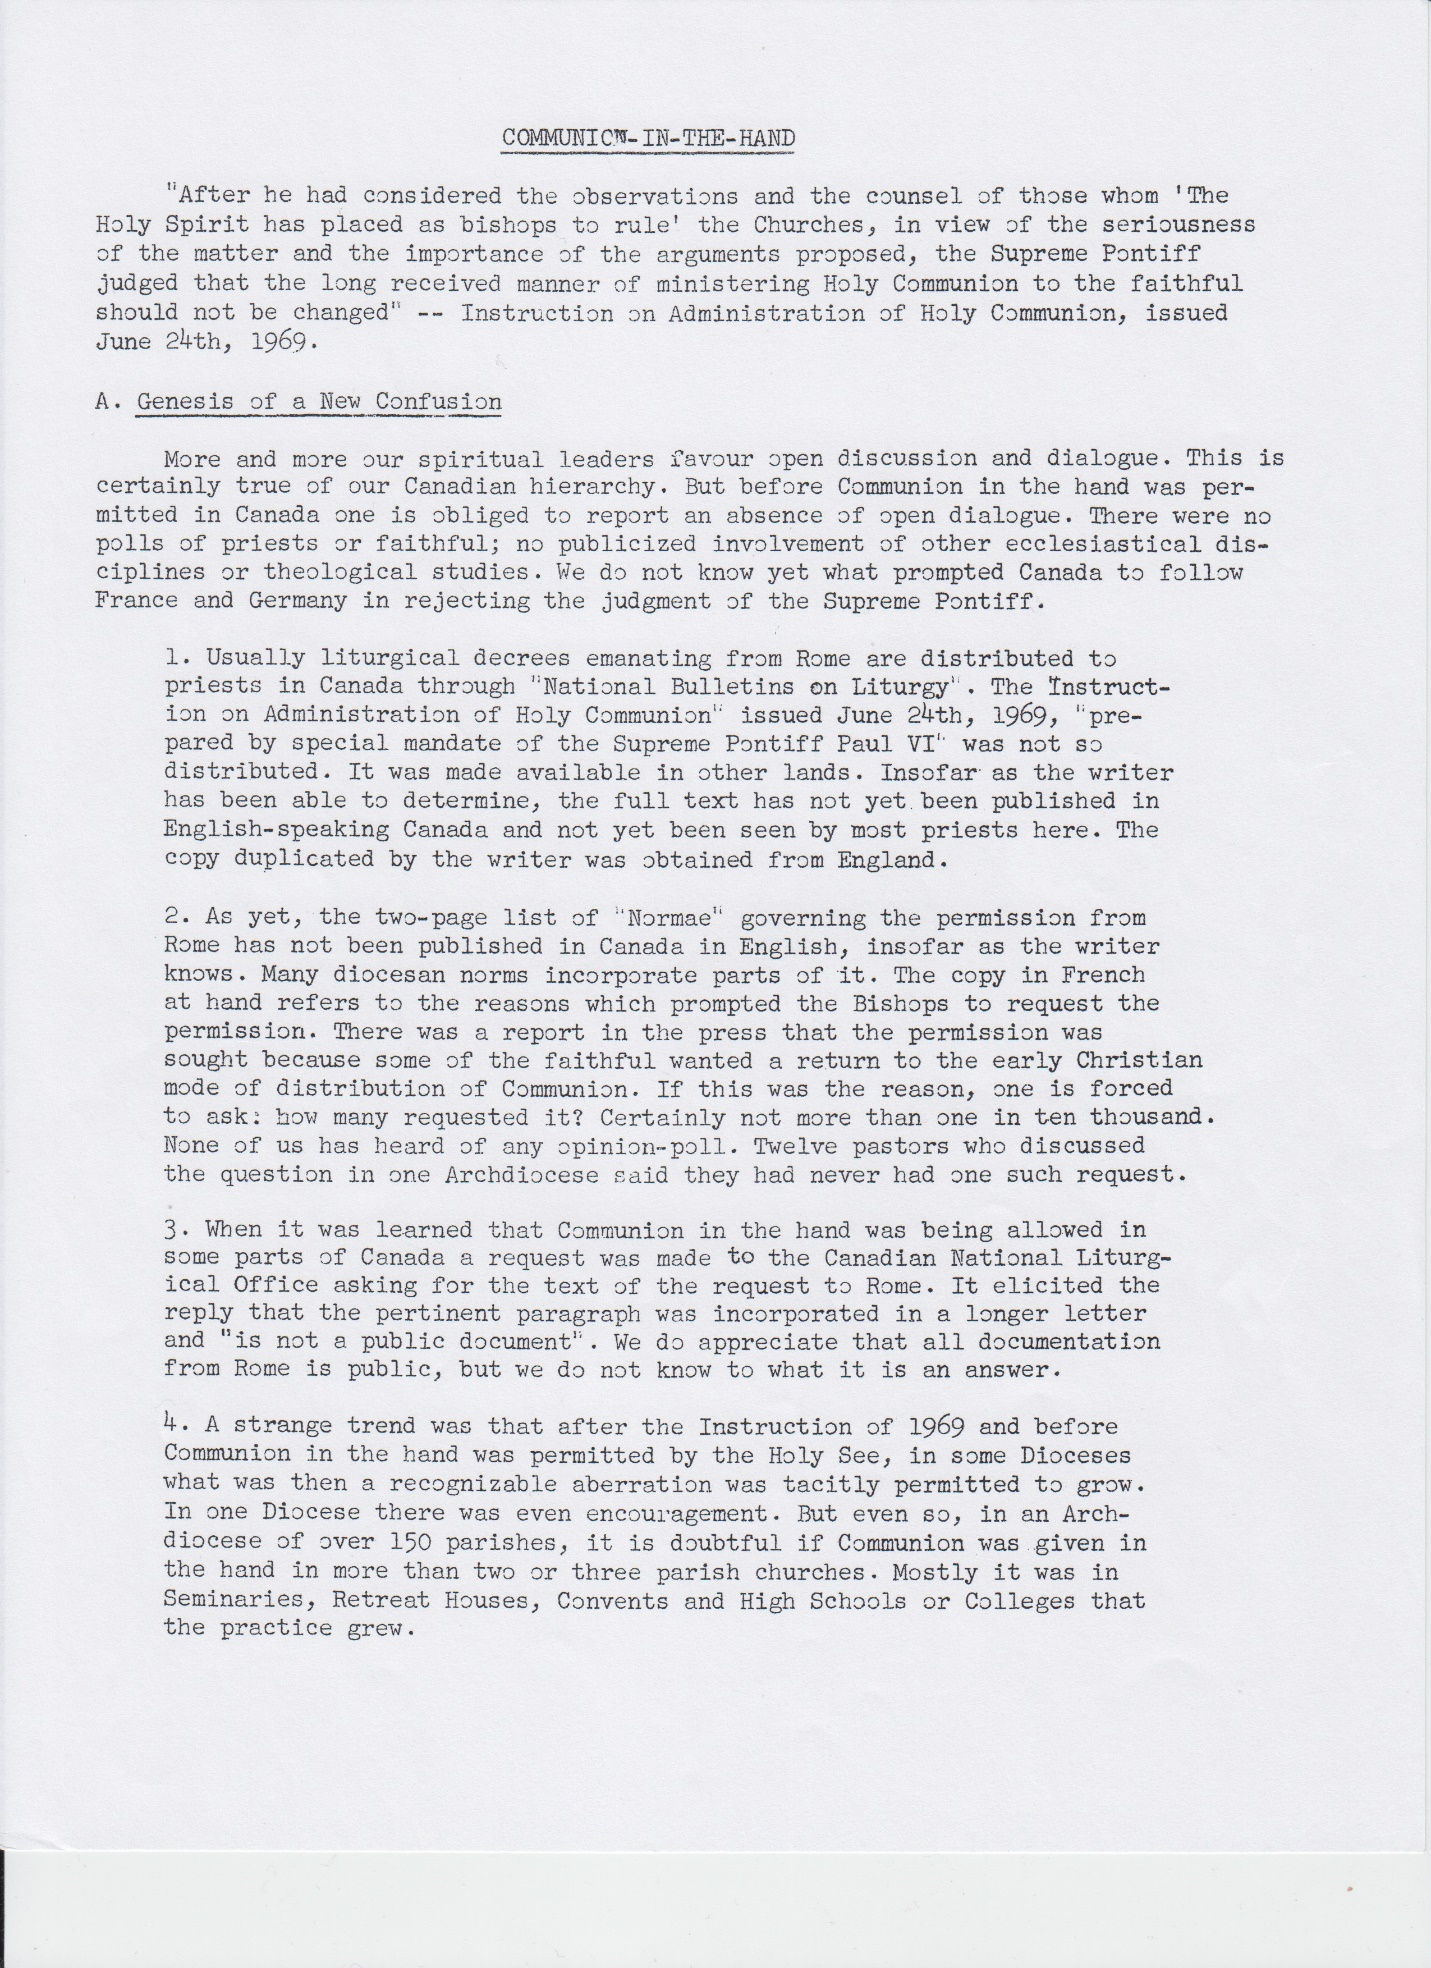 COMMUNION-IN-THE-HAND
"After he had considered the observations and the counsel of those whom 'The
Holy Spirit has placed as bishops to rule' the Churches, in view of the seriousness
of the matter and the importance of the arguments proposed, the Supreme Pontiff
judged that the long received manner of ministering Holy Communion to the faithful
should not be changed" -- Instruction on Administration of Holy Communion, issued
June 24th, 1969.
A. Genesis of a New Confusion
More and more our spiritual leaders favour open discussion and dialogue. This is
certainly true of our Canadian hierarchy. But before Communion in the hand was per-
mitted in Canada one is obliged to report an absence of open dialogue. There were no
polls of priests or faithful; no publicized involvement of other ecclesiastical dis-
ciplines or theological studies. We do not know yet what prompted Canada to follow
France and Germany in rejecting the judgment of the Supreme Pontiff.
1. Usually liturgical decrees emanating from Rome are distributed to
priests in Canada through "National Bulletins on Liturgy". The 'Instruct-
ion on Administration of Holy Communion" issued June 24th, 1969, "pre-
pared by special mandate of the Supreme Pontiff Paul VI" was not so
distributed. It was made available in other lands. Insofar as the writer
has been able to determine, the full text has not yet been published in
English-speaking Canada and not yet been seen by most priests here. The
copy duplicated by the writer was obtained from England.
2. As yet, the two-page list of "Normae" governing the permission from
Rome has not been published in Canada in English, insofar as the writer
knows. Many diocesan norms incorporate parts of it. The copy in French
at hand refers to the reasons which prompted the Bishops to request the
permission. There was a report in the press that the permission was
sought because some of the faithful wanted a return to the early Christian
mode of distribution of Communion. If this was the reason, one is forced
to ask: how many requested it? Certainly not more than one in ten thousand.
None of us has heard of any opinion-poll. Twelve pastors who discussed
the question in one Archdiocese said they had never had one such request.
3. When it was learned that Communion in the hand was being allowed in
some parts of Canada a request was made to the Canadian National Liturg-
ical Office asking for the text of the request to Rome. It elicited the
reply that the pertinent paragraph was incorporated in a longer letter
and "is not a public document". We do appreciate that all documentation
from Rome is public, but we do not know to what it is an answer.
4. A strange trend was that after the Instruction of 1969 and before
Communion in the hand was permitted by the Holy See, in some Dioceses
what was then a recognizable aberration was tacitly permitted to grow.
In one Diocese there was even encouragement. But even so, in an Arch-
diocese of over 150 parishes, it is doubtful if Communion was given in
the hand in more than two or three parish churches. Mostly it was in
Seminaries, Retreat Houses, Convents and High Schools or Colleges that
the practice grew.